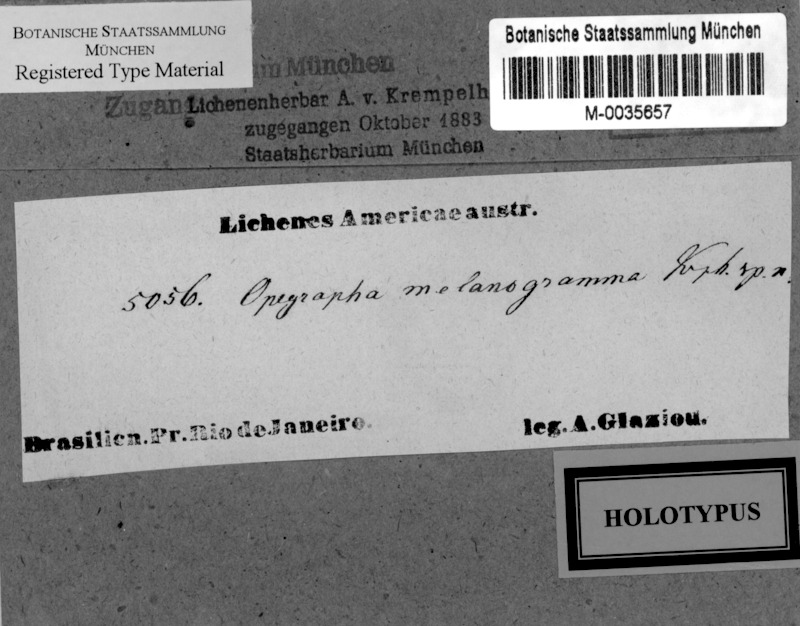 BOTANISCHE STAATSSAMMLUNG
MÜNCHEN
Registered Type Material
Botanische Staatssammlung München
M-0035657
München
Zugang
Lichenenherbar A. v. Krempelh
zugegangen Oktober 1883
Staatsherbarium München
Lichenes Americae austr.
5056. Opegrapha melanogramma Krph. sp. n.
Brasilien. Pr. Rio de Janeiro.
leg. A. Glaziou.
HOLOTYPUS